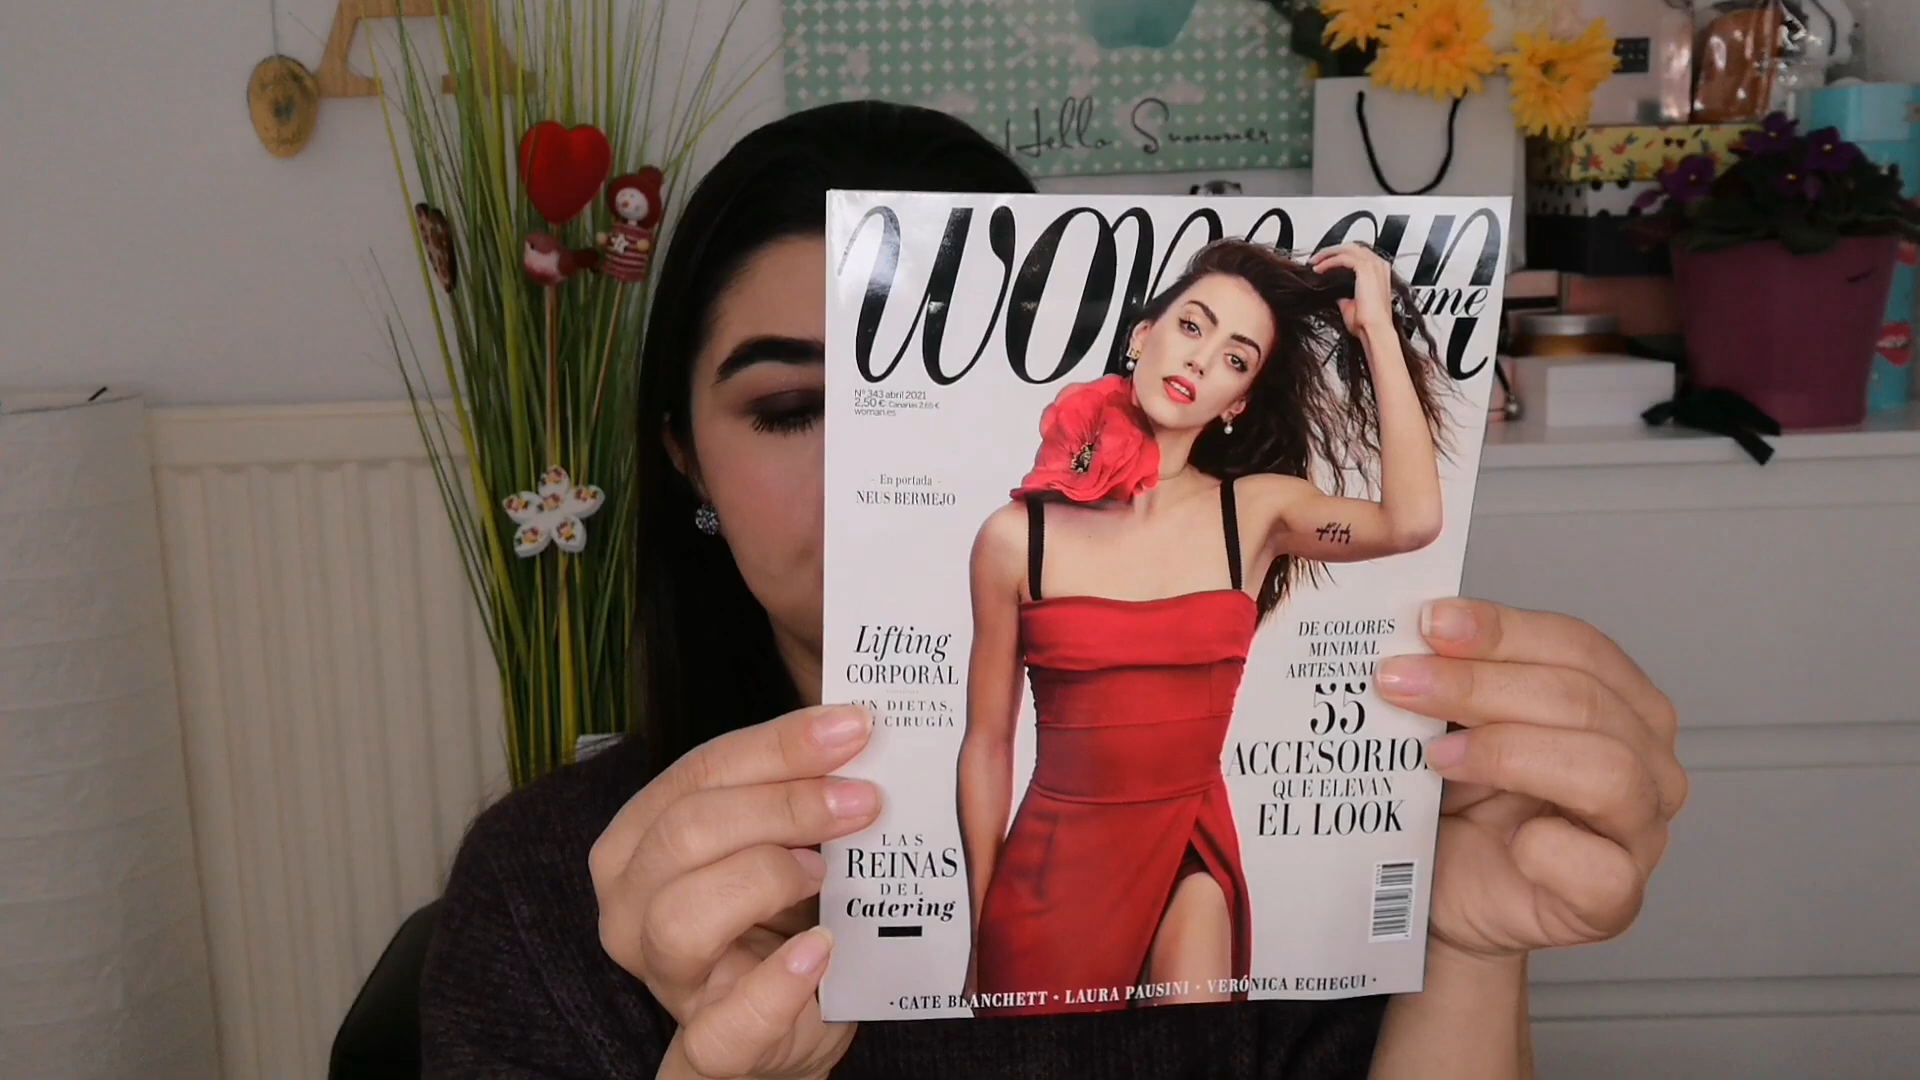 Hello Summer
woman
Nº 343 abril 2021
2,50 € Canarias 2,65 €
woman.es
- En portada -
NEUS BERMEJO
Lifting
CORPORAL
DIETAS,
CIRUGÍA
LAS
REINAS
DEL
Catering
DE COLORES
MINIMAL
55
QUE ELEVAN
EL LOOK
• CATE BLANCHETT • LAURA PAUSINI • VERÓNICA ECHEGUI •